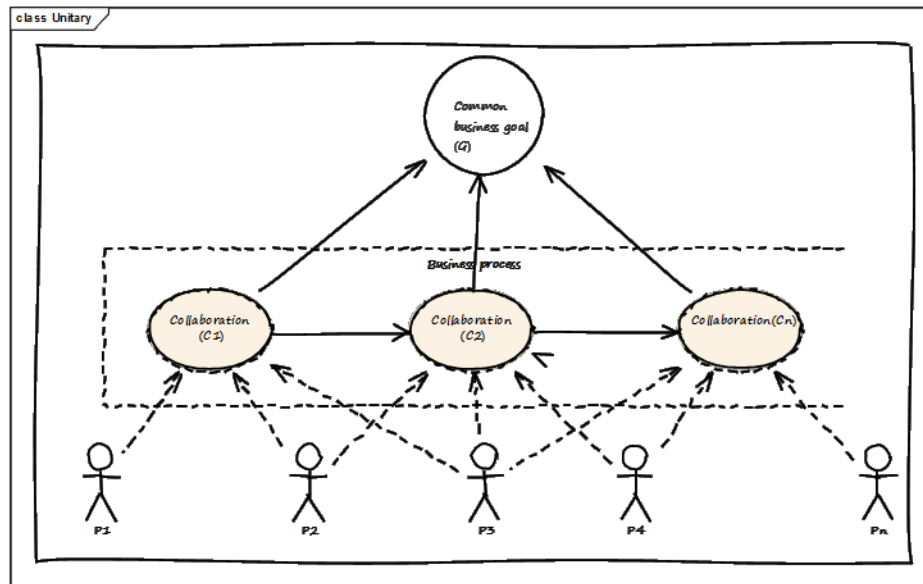 class Unitary
Common
business goal
(G)
Business process
Collaboration
(C1)
Collaboration
(C2)
Collaboration(Cn)
P1
P2
P3
P4
Pn